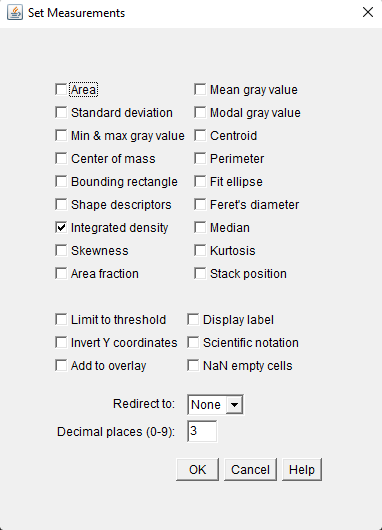 Set Measurements
Area Mean gray value
Standard deviation Modal gray value
Min & max gray value Centroid
Center of mass Perimeter
Bounding rectangle Fit ellipse
Shape descriptors Feret's diameter
Integrated density Median
Skewness Kurtosis
Area fraction Stack position
Limit to threshold Display label
Invert Y coordinates Scientific notation
Add to overlay NaN empty cells
Redirect to: None
Decimal places (0-9): 3
OK Cancel Help